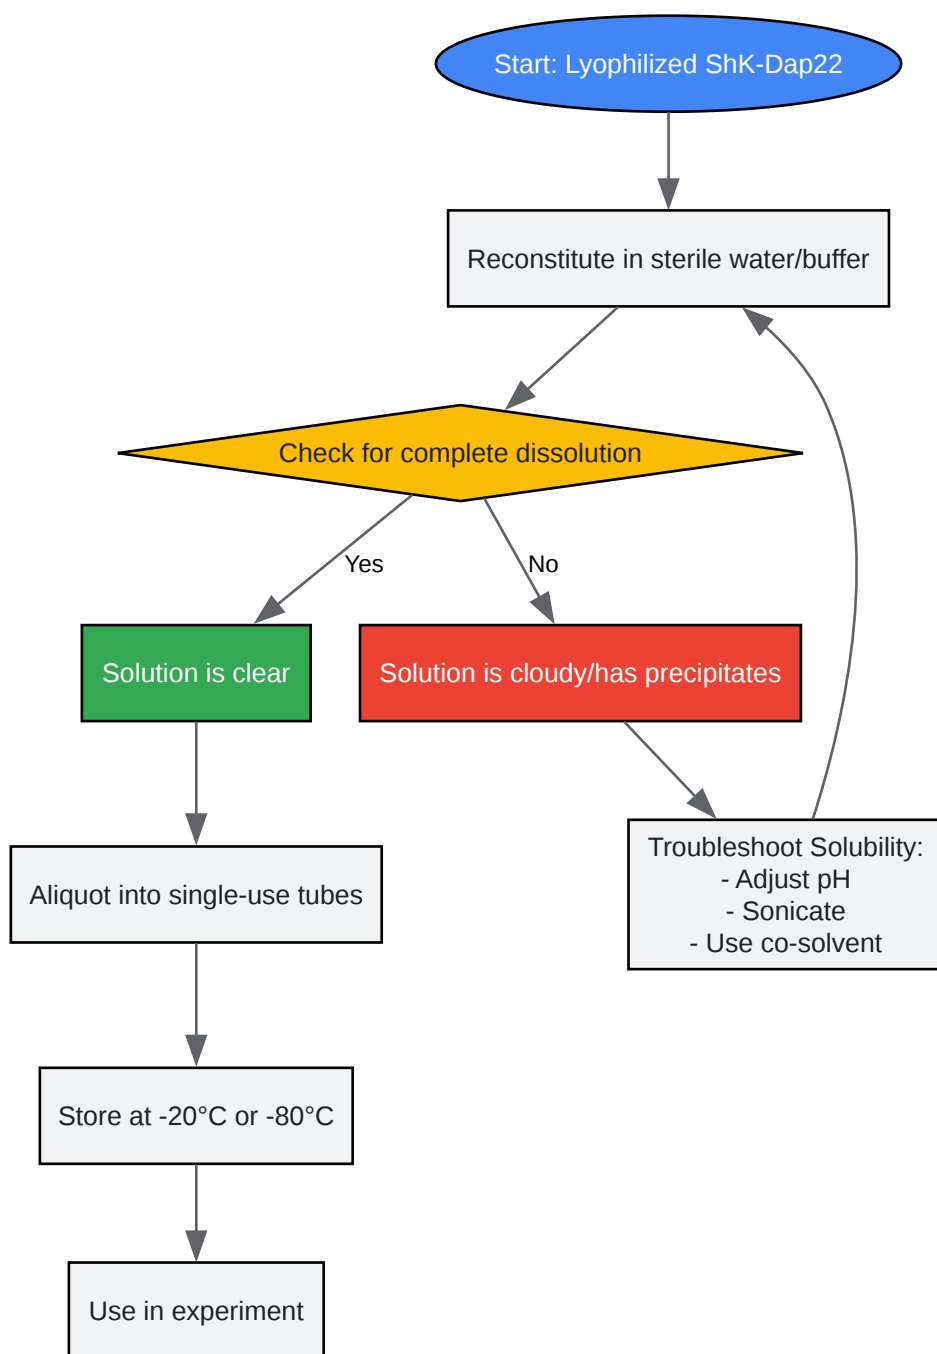 Start: Lyophilized ShK-Dap22
Reconstitute in sterile water/buffer
Check for complete dissolution
Yes
No
Solution is clear
Solution is cloudy/has precipitates
Troubleshoot Solubility:
- Adjust pH
- Sonicate
- Use co-solvent
Aliquot into single-use tubes
Store at -20°C or -80°C
Use in experiment